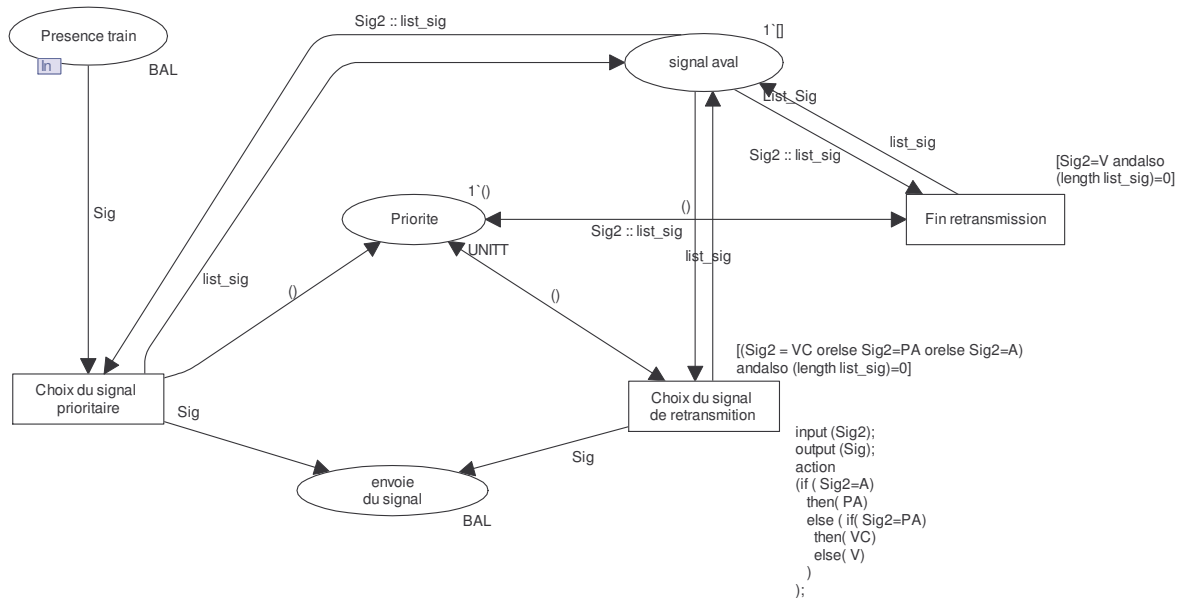 Sig2 :: list_sig
1`[]
Presence train
In
BAL
signal aval
List_Sig
list_sig
Sig2 :: list_sig
[Sig2=V andalso
(length list_sig)=0]
1`()
Sig
Priorite
()
Sig2 :: list_sig
Fin retransmission
UNITT
list_sig
list_sig
()
()
[(Sig2 = VC orelse Sig2=PA orelse Sig2=A)
andalso (length list_sig)=0]
Choix du signal
prioritaire
Choix du signal
de retransmition
Sig
input (Sig2);
output (Sig);
action
(if ( Sig2=A)
then( PA)
else ( if( Sig2=PA)
then( VC)
else( V)
)
);
Sig
envoie
du signal
BAL